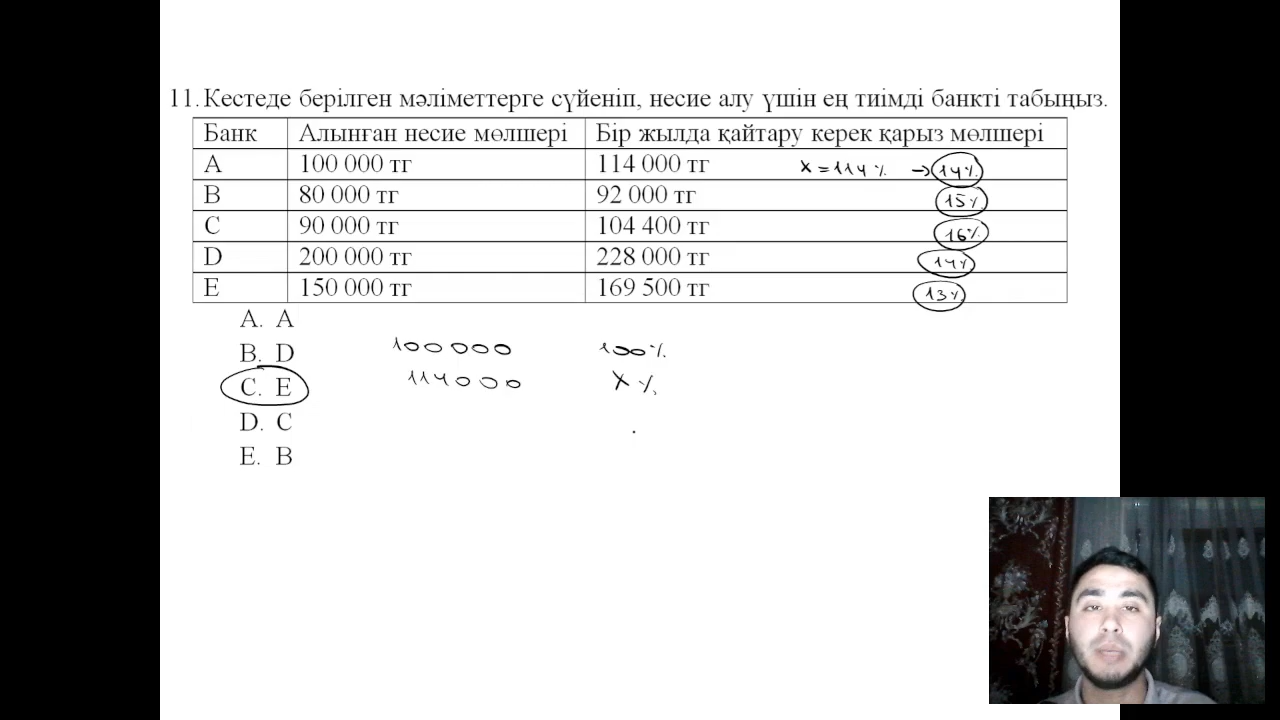 11. Кестеде берілген мәліметтерге сүйеніп, несие алу үшін ең тиімді банкті табыңыз.
Банк Алынған несие мөлшері Бір жылда қайтару керек қарыз мөлшері
A 100 000 тг 114 000 тг x = 114 % → 14%
B 80 000 тг 92 000 тг 15%
C 90 000 тг 104 400 тг 16%
D 200 000 тг 228 000 тг 14%
E 150 000 тг 169 500 тг 13%
A. A
B. D 100000 100%
C. E 114000 x %
D. C
E. B